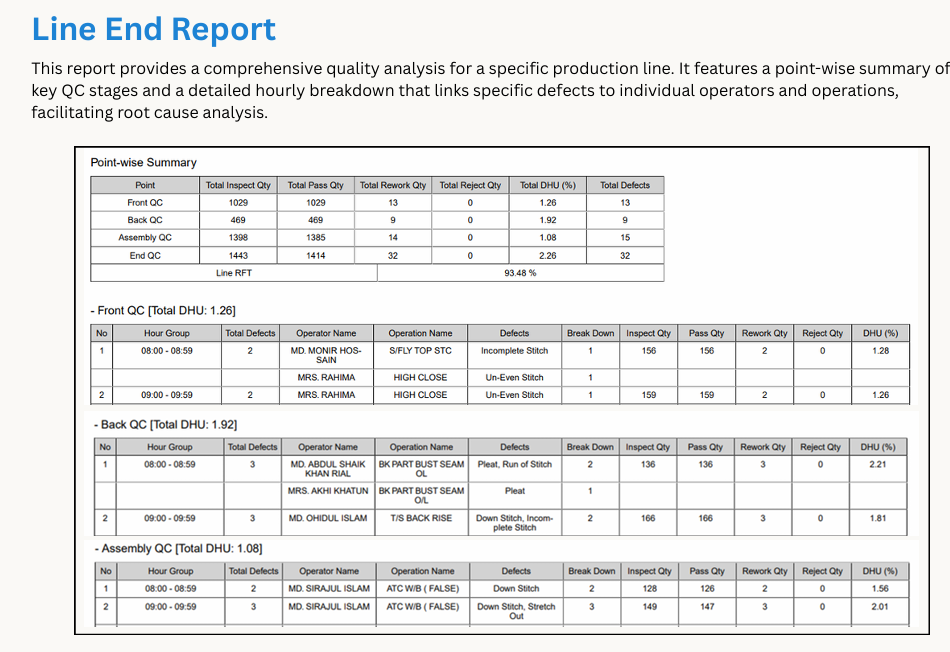 Line End Report
This report provides a comprehensive quality analysis for a specific production line. It features a point-wise summary of
key QC stages and a detailed hourly breakdown that links specific defects to individual operators and operations,
facilitating root cause analysis.
Point-wise Summary
Point Total Inspect Qty Total Pass Qty Total Rework Qty Total Reject Qty Total DHU (%) Total Defects
Front QC 1029 1029 13 0 1.26 13
Back QC 469 469 9 0 1.92 9
Assembly QC 1398 1385 14 0 1.08 15
End QC 1443 1414 32 0 2.26 32
Line RFT 93.48 %
- Front QC [Total DHU: 1.26]
No Hour Group Total Defects Operator Name Operation Name Defects Break Down Inspect Qty Pass Qty Rework Qty Reject Qty DHU (%)
1 08:00 - 08:59 2 MD. MONIR HOS- S/FLY TOP STC Incomplete Stitch 1 156 156 2 0 1.28
SAIN
MRS. RAHIMA HIGH CLOSE Un-Even Stitch 1
2 09:00 - 09:59 2 MRS. RAHIMA HIGH CLOSE Un-Even Stitch 1 159 159 2 0 1.26
- Back QC [Total DHU: 1.92]
No Hour Group Total Defects Operator Name Operation Name Defects Break Down Inspect Qty Pass Qty Rework Qty Reject Qty DHU (%)
1 08:00 - 08:59 3 MD. ABDUL SHAIK BK PART BUST SEAM Pleat, Run of Stitch 2 136 136 3 0 2.21
KHAN RIAL OL
MRS. AKHI KHATUN BK PART BUST SEAM Pleat 1
O/L
2 09:00 - 09:59 3 MD. OHIDUL ISLAM T/S BACK RISE Down Stitch, Incom- 2 166 166 3 0 1.81
plete Stitch
- Assembly QC [Total DHU: 1.08]
No Hour Group Total Defects Operator Name Operation Name Defects Break Down Inspect Qty Pass Qty Rework Qty Reject Qty DHU (%)
1 08:00 - 08:59 2 MD. SIRAJUL ISLAM ATC W/B ( FALSE) Down Stitch 2 128 126 2 0 1.56
2 09:00 - 09:59 3 MD. SIRAJUL ISLAM ATC W/B ( FALSE) Down Stitch, Stretch 3 149 147 3 0 2.01
Out